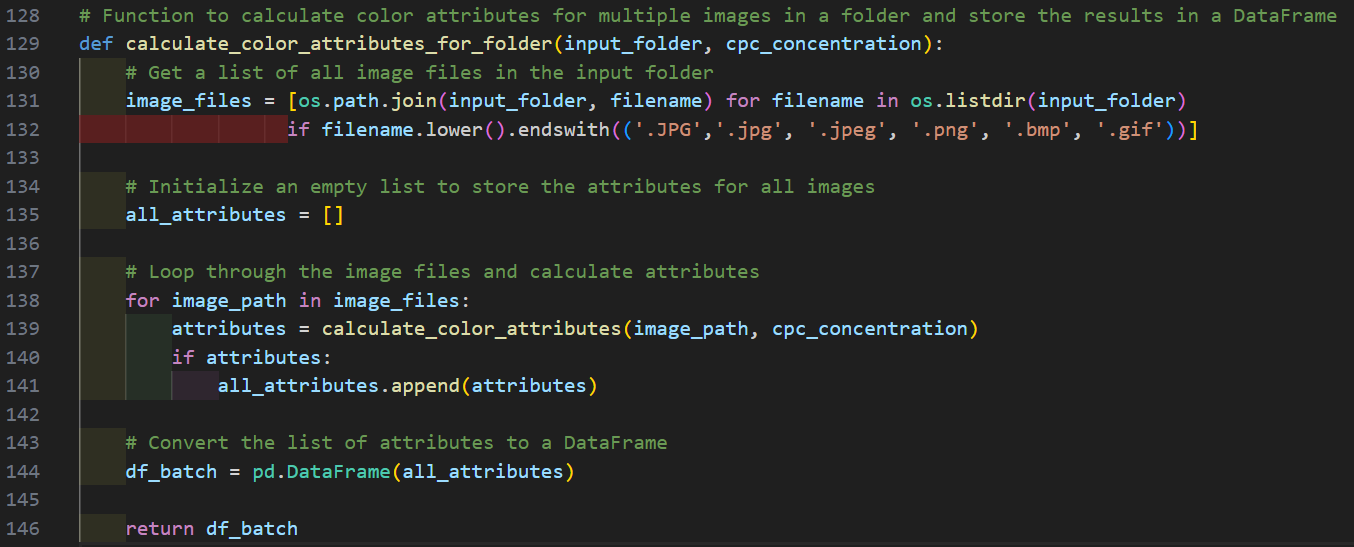 128 # Function to calculate color attributes for multiple images in a folder and store the results in a DataFrame
129 def calculate_color_attributes_for_folder(input_folder, cpc_concentration):
130     # Get a list of all image files in the input folder
131     image_files = [os.path.join(input_folder, filename) for filename in os.listdir(input_folder)
132                   if filename.lower().endswith(('.JPG','.jpg', '.jpeg', '.png', '.bmp', '.gif'))]
133
134     # Initialize an empty list to store the attributes for all images
135     all_attributes = []
136
137     # Loop through the image files and calculate attributes
138     for image_path in image_files:
139         attributes = calculate_color_attributes(image_path, cpc_concentration)
140         if attributes:
141             all_attributes.append(attributes)
142
143     # Convert the list of attributes to a DataFrame
144     df_batch = pd.DataFrame(all_attributes)
145
146     return df_batch